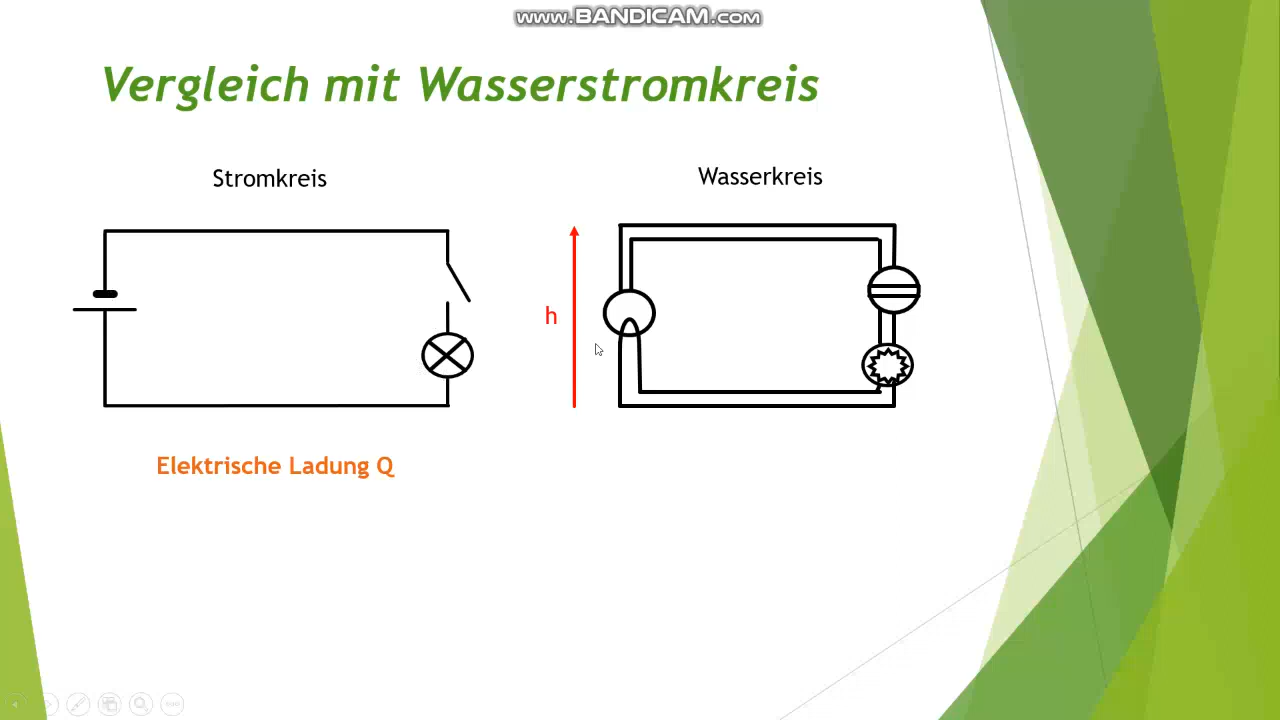 www.BANDICAM.com
Vergleich mit Wasserstromkreis
Stromkreis
Wasserkreis
h
Elektrische Ladung Q